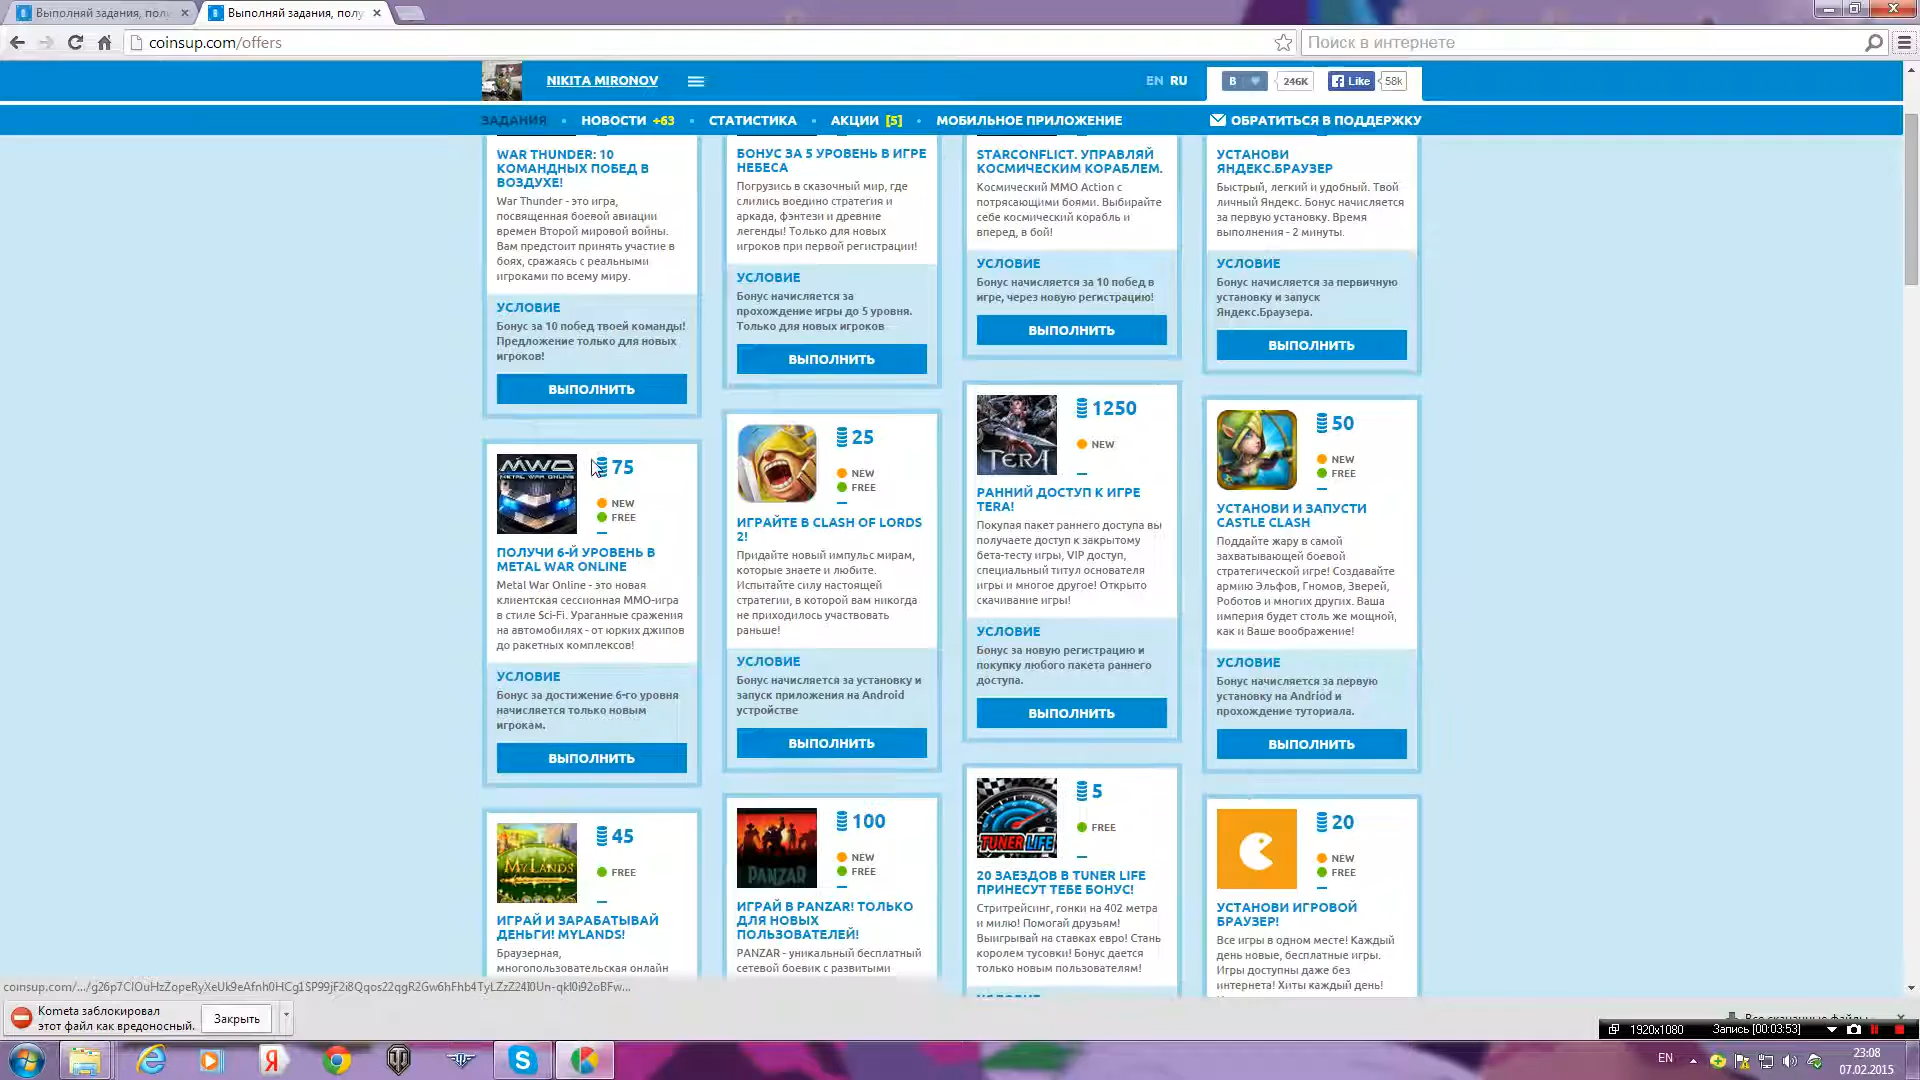 Выполняй задания, полу
Выполняй задания, полу
coinsup.com/offers
Поиск в интернете
NIKITA MIRONOV
EN RU
B
246K
Like
58k
ЗАДАНИЯ
НОВОСТИ +63
СТАТИСТИКА
АКЦИИ [5]
МОБИЛЬНОЕ ПРИЛОЖЕНИЕ
ОБРАТИТЬСЯ В ПОДДЕРЖКУ
WAR THUNDER: 10
КОМАНДНЫХ ПОБЕД В
ВОЗДУХЕ!
War Thunder - это игра,
посвященная боевой авиации
времен Второй мировой войны.
Вам предстоит принять участие в
боях, сражаясь с реальными
игроками по всему миру.
УСЛОВИЕ
Бонус за 10 побед твоей команды!
Предложение только для новых
игроков!
ВЫПОЛНИТЬ
БОНУС ЗА 5 УРОВЕНЬ В ИГРЕ
НЕБЕСА
Погрузись в сказочный мир, где
слились воедино стратегия и
аркада, фэнтези и древние
легенды! Только для новых
игроков при первой регистрации!
УСЛОВИЕ
Бонус начисляется за
прохождение игры до 5 уровня.
Только для новых игроков
ВЫПОЛНИТЬ
STARCONFLICT. УПРАВЛЯЙ
КОСМИЧЕСКИМ КОРАБЛЕМ.
Космический ММО Action с
потрясающими боями. Выбирайте
себе космический корабль и
вперед, в бой!
УСЛОВИЕ
Бонус начисляется за 10 побед в
игре, через новую регистрацию!
ВЫПОЛНИТЬ
УСТАНОВИ
ЯНДЕКС.БРАУЗЕР
Быстрый, легкий и удобный. Твой
личный Яндекс. Бонус начисляется
за первую установку. Время
выполнения - 2 минуты.
УСЛОВИЕ
Бонус начисляется за первичную
установку и запуск
Яндекс.Браузера.
ВЫПОЛНИТЬ
MWO
METAL WAR ONLINE
75
NEW
FREE
ПОЛУЧИ 6-Й УРОВЕНЬ В
METAL WAR ONLINE
Metal War Online - это новая
клиентская сессионная ММО-игра
в стиле Sci-Fi. Ураганные сражения
на автомобилях - от юрких джипов
до ракетных комплексов!
УСЛОВИЕ
Бонус за достижение 6-го уровня
начисляется только новым
игрокам.
ВЫПОЛНИТЬ
25
NEW
FREE
ИГРАЙТЕ В CLASH OF LORDS
2!
Придайте новый импульс мирам,
которые знаете и любите.
Испытайте силу настоящей
стратегии, в которой вам никогда
не приходилось участвовать
раньше!
УСЛОВИЕ
Бонус начисляется за установку и
запуск приложения на Android
устройстве
ВЫПОЛНИТЬ
TERA
1250
NEW
РАННИЙ ДОСТУП К ИГРЕ
TERA!
Покупая пакет раннего доступа вы
получаете доступ к закрытому
бета-тесту игры, VIP доступ,
специальный титул основателя
игры и многое другое! Открыто
скачивание игры!
УСЛОВИЕ
Бонус за новую регистрацию и
покупку любого пакета раннего
доступа.
ВЫПОЛНИТЬ
50
NEW
FREE
УСТАНОВИ И ЗАПУСТИ
CASTLE CLASH
Поддайте жару в самой
захватывающей боевой
стратегической игре! Создавайте
армию Эльфов, Гномов, Зверей,
Роботов и многих других. Ваша
империя будет столь же мощной,
как и Ваше воображение!
УСЛОВИЕ
Бонус начисляется за первую
установку на Andriod и
прохождение туториала.
ВЫПОЛНИТЬ
MYLANDS
45
FREE
ИГРАЙ И ЗАРАБАТЫВАЙ
ДЕНЬГИ! MYLANDS!
Браузерная,
многопользовательская онлайн
PANZAR
100
NEW
FREE
ИГРАЙ В PANZAR! ТОЛЬКО
ДЛЯ НОВЫХ
ПОЛЬЗОВАТЕЛЕЙ!
PANZAR - уникальный бесплатный
сетевой боевик с развитыми
TUNER LIFE
5
FREE
20 ЗАЕЗДОВ В TUNER LIFE
ПРИНЕСУТ ТЕБЕ БОНУС!
Стритрейсинг, гонки на 402 метра
и милю! Помогай друзьям!
Выигрывай на ставках евро! Стань
королем тусовки! Бонус дается
только новым пользователям!
УСЛОВИЕ
20
NEW
FREE
УСТАНОВИ ИГРОВОЙ
БРАУЗЕР!
Все игры в одном месте! Каждый
день новые, бесплатные игры.
Игры доступны даже без
интернета! Хиты каждый день!
Kometa заблокировал
этот файл как вредоносный.
Закрыть
Все скачанные файлы...
1920x1080
Запись [00:03:53]
EN
23:08
07.02.2015